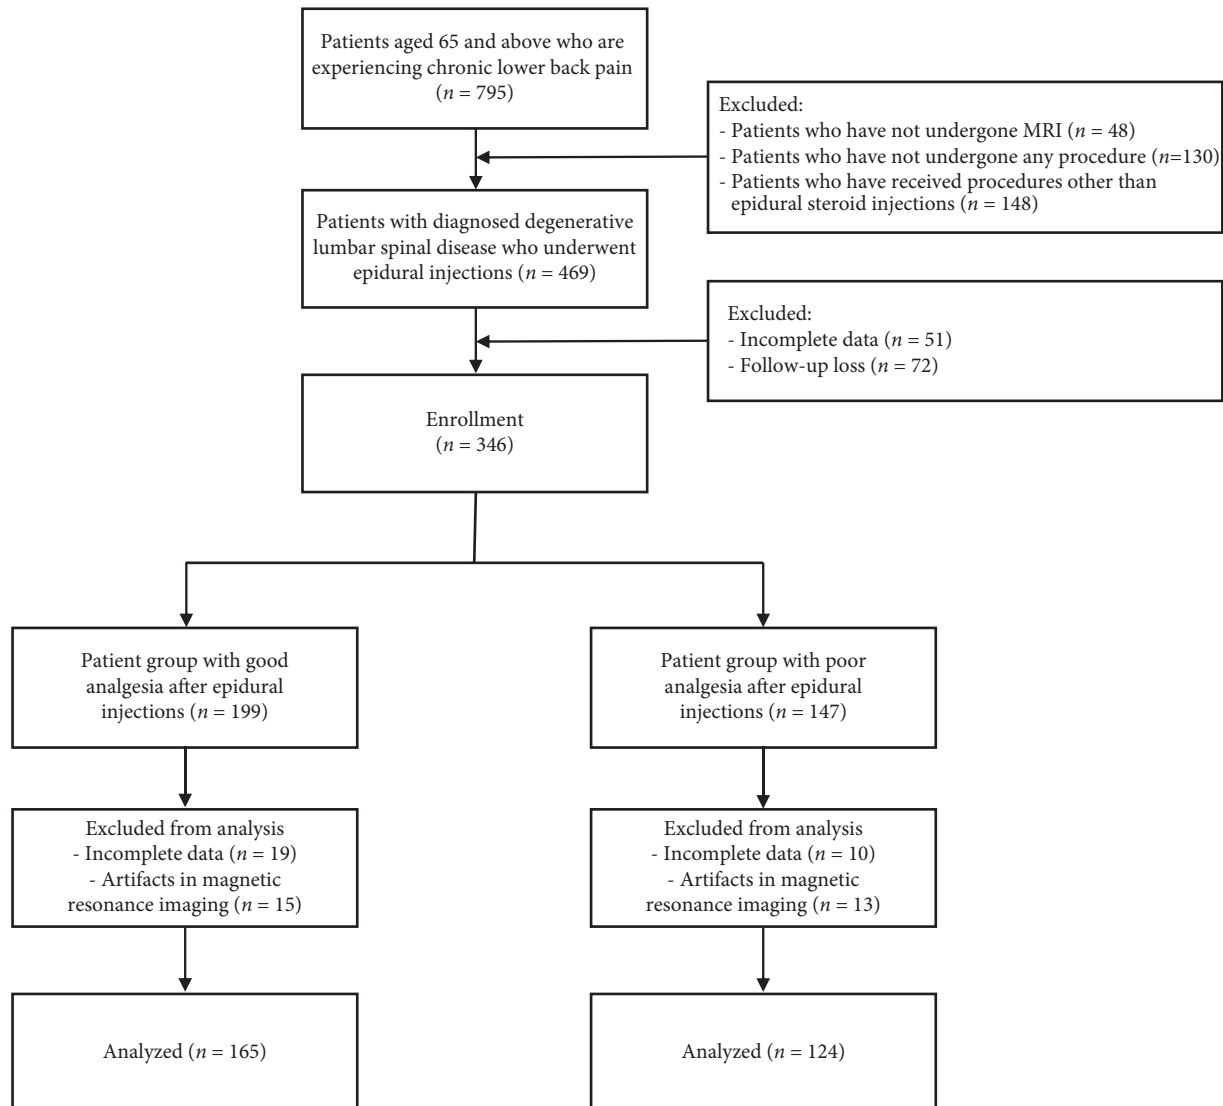 Patients aged 65 and above who are
experiencing chronic lower back pain
(n = 795)
Excluded:
- Patients who have not undergone MRI (n = 48)
- Patients who have not undergone any procedure (n=130)
- Patients who have received procedures other than
epidural steroid injections (n = 148)
Patients with diagnosed degenerative
lumbar spinal disease who underwent
epidural injections (n = 469)
Excluded:
- Incomplete data (n = 51)
- Follow-up loss (n = 72)
Enrollment
(n = 346)
Patient group with good
analgesia after epidural
injections (n = 199)
Patient group with poor
analgesia after epidural
injections (n = 147)
Excluded from analysis
- Incomplete data (n = 19)
- Artifacts in magnetic
resonance imaging (n = 15)
Excluded from analysis
- Incomplete data (n = 10)
- Artifacts in magnetic
resonance imaging (n = 13)
Analyzed (n = 165)
Analyzed (n = 124)